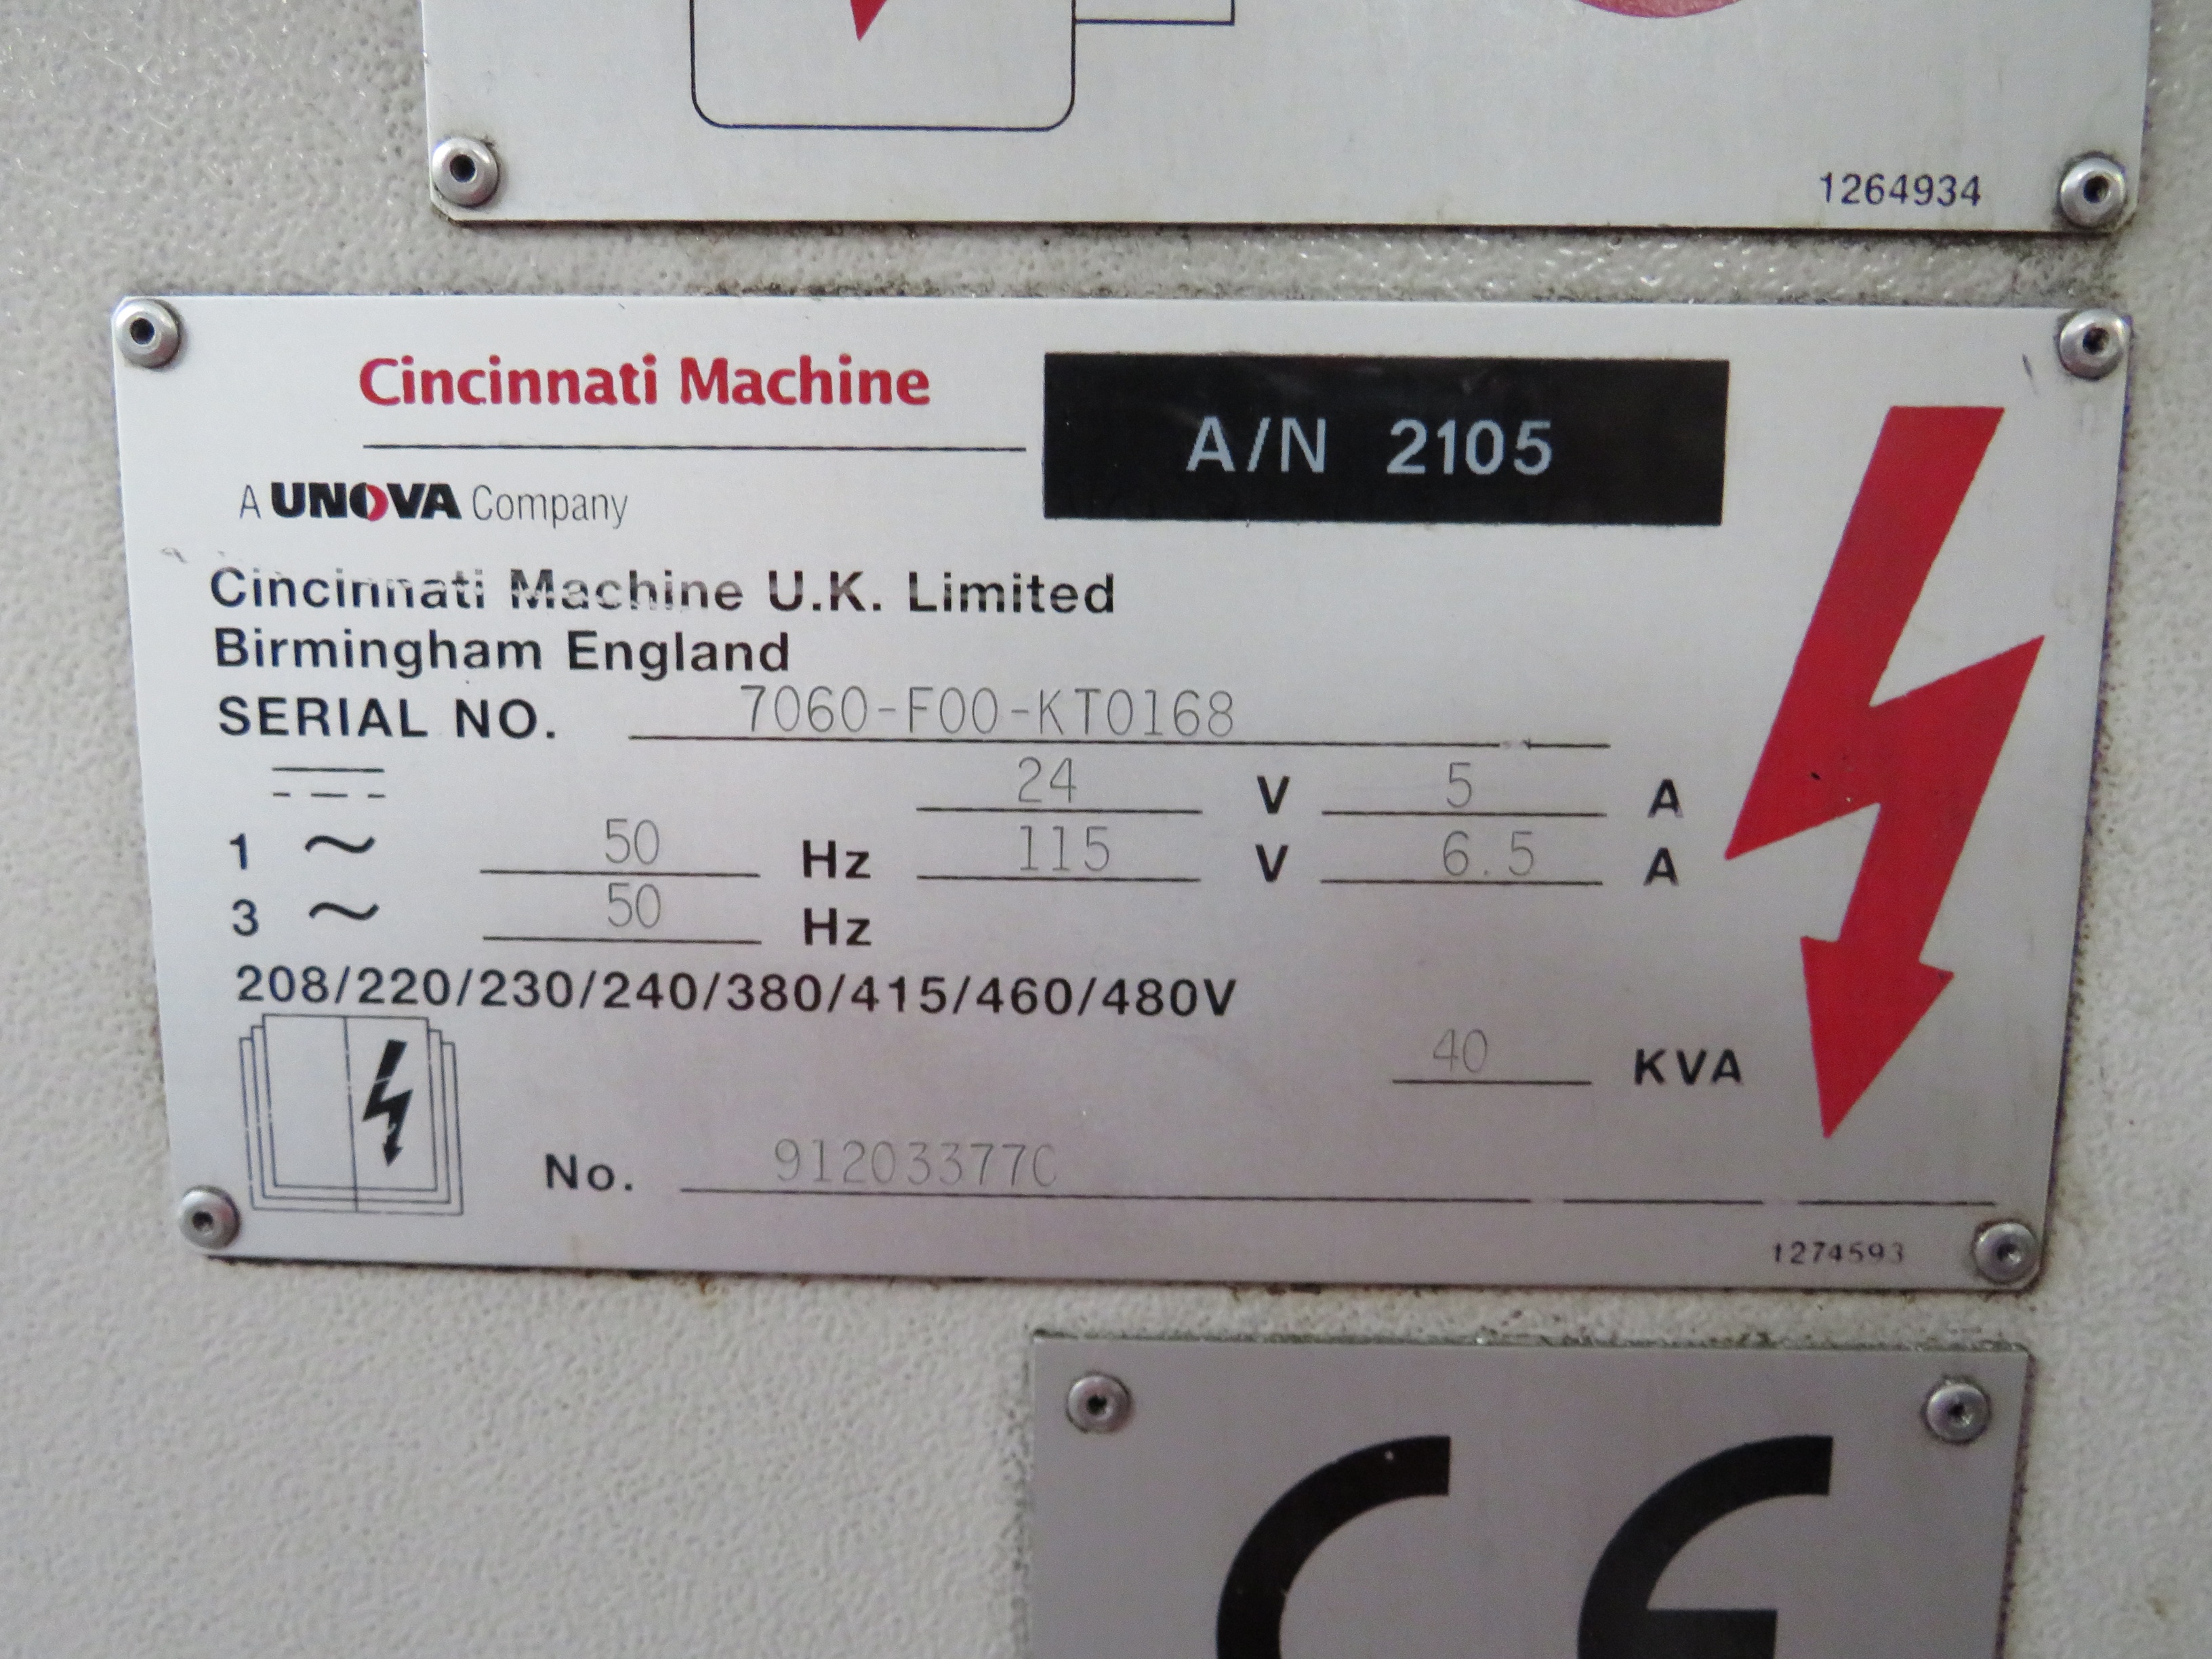 1264934
Cincinnati Machine
A/N 2105
A UNOVA Company
Cincinnati Machine U.K. Limited
Birmingham England
SERIAL NO. 7060-F00-KT0168
24 V 5 A
1 ~ 50 Hz 115 V 6.5 A
3 ~ 50 Hz
208/220/230/240/380/415/460/480V
40 KVA
No. 91203377C
1274593
CE